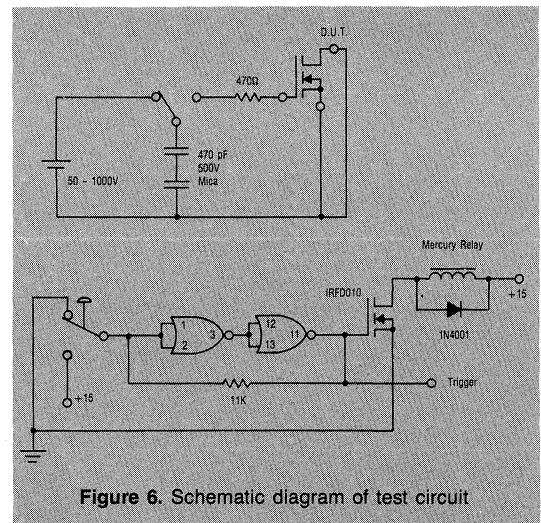 D.U.T.
470Ω
470 pF
500V
Mica
50 - 1000V
Mercury Relay
+15
IRFD010
1N4001
1
2
3
12
13
11
11K
Trigger
+15
Figure 6. Schematic diagram of test circuit